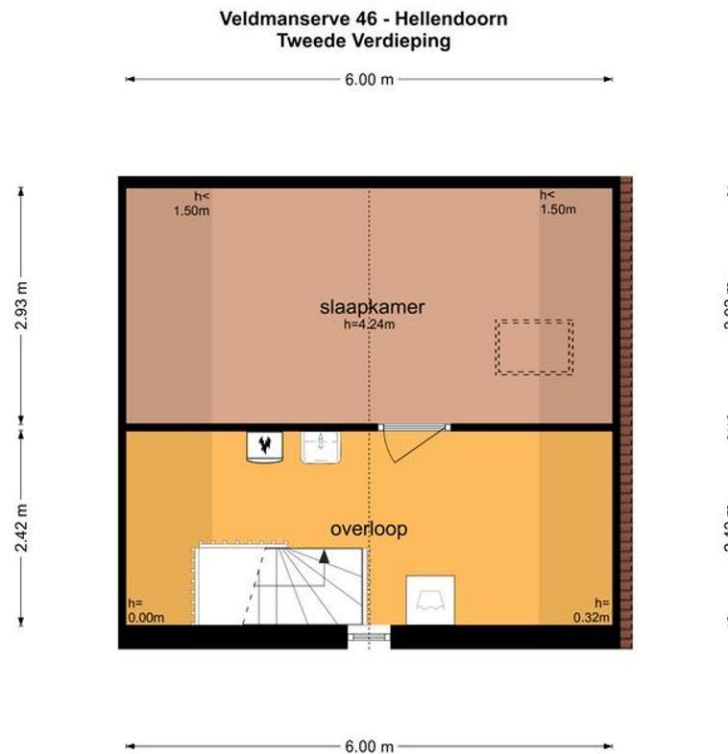 Veldmanserve 46 - Hellendoorn
Tweede Verdieping
6.00 m
h<
1.50m
h<
1.50m
2.93 m
slaapkamer
h=4.24m
2.42 m
overloop
h=
0.00m
h=
0.32m
6.00 m